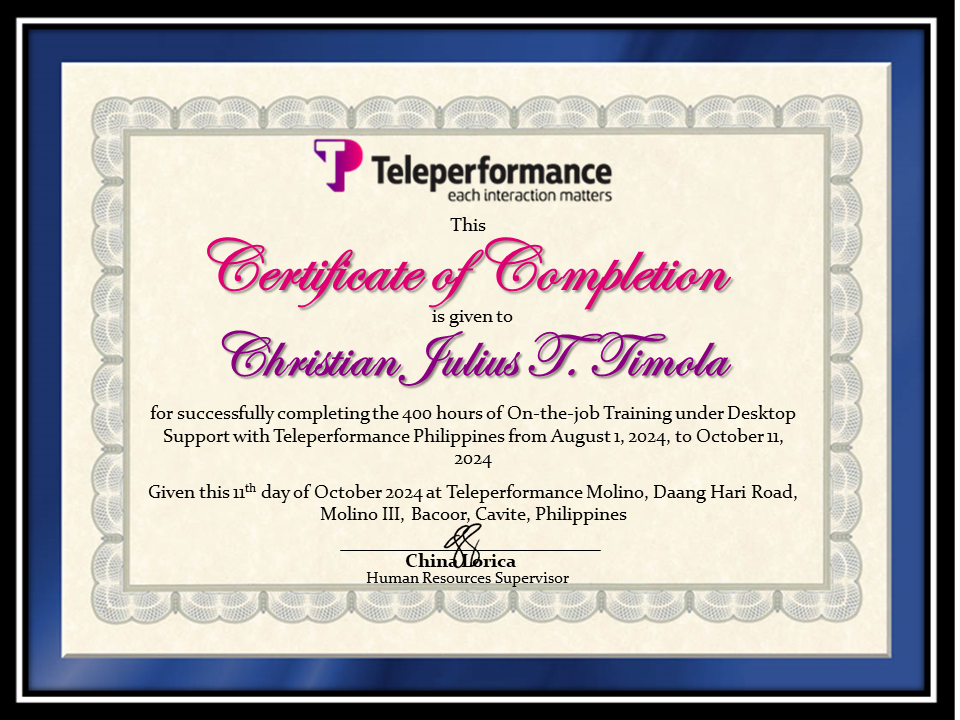 Teleperformance
each interaction matters
This
Certificate of Completion
is given to
Christian Julius T. Timola
for successfully completing the 400 hours of On-the-job Training under Desktop
Support with Teleperformance Philippines from August 1, 2024, to October 11,
2024
Given this 11th day of October 2024 at Teleperformance Molino, Daang Hari Road,
Molino III, Bacoor, Cavite, Philippines
China Lorica
Human Resources Supervisor